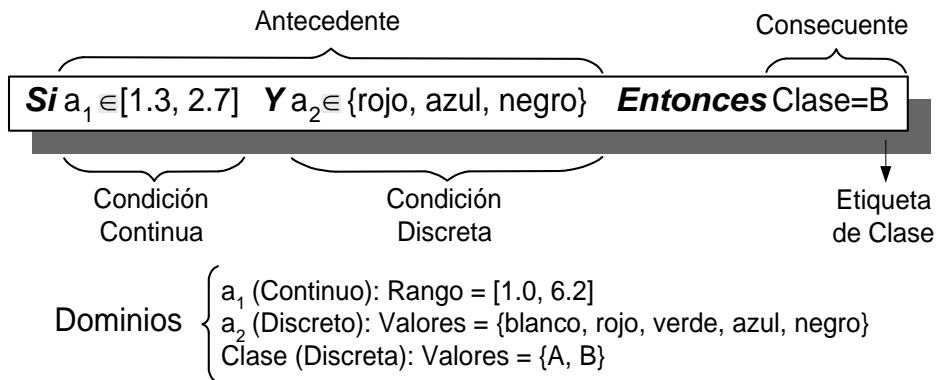 Antecedente
Consecuente
Si a₁ ∈[1.3, 2.7] Y a₂∈ {rojo, azul, negro} Entonces Clase=B
Condición
Continua
Condición
Discreta
Etiqueta
de Clase
Dominios
a₁ (Continuo): Rango = [1.0, 6.2]
a₂ (Discreto): Valores = {blanco, rojo, verde, azul, negro}
Clase (Discreta): Valores = {A, B}